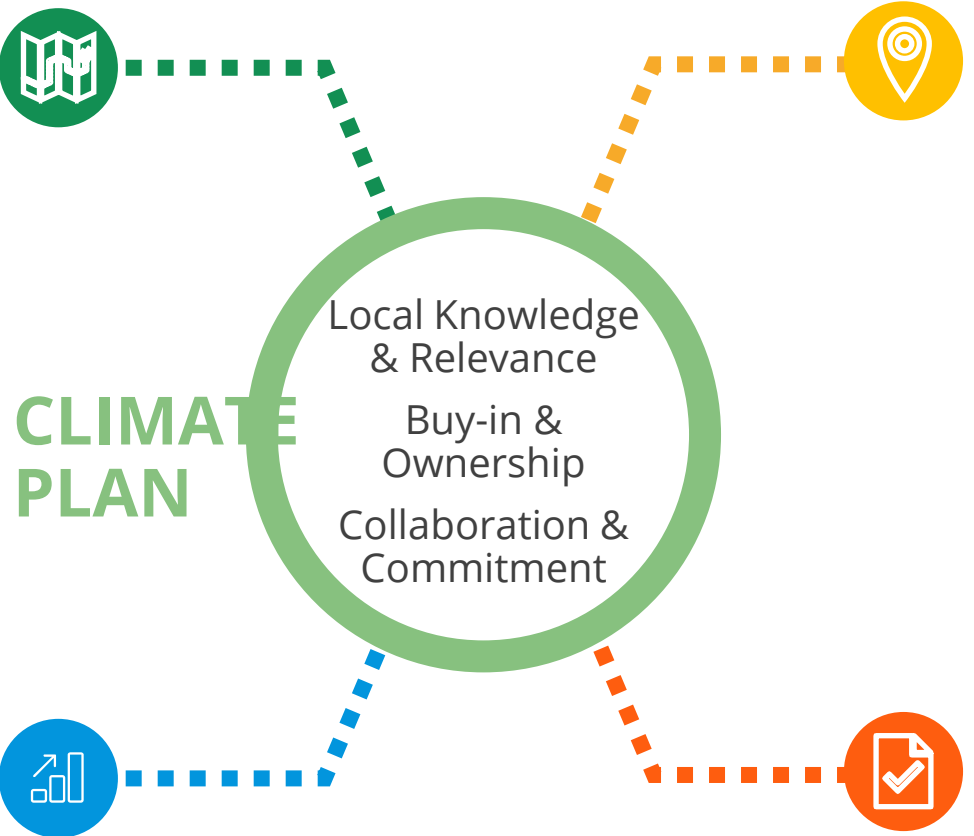 CLIMATE
PLAN
Local Knowledge
& Relevance
Buy-in &
Ownership
Collaboration &
Commitment